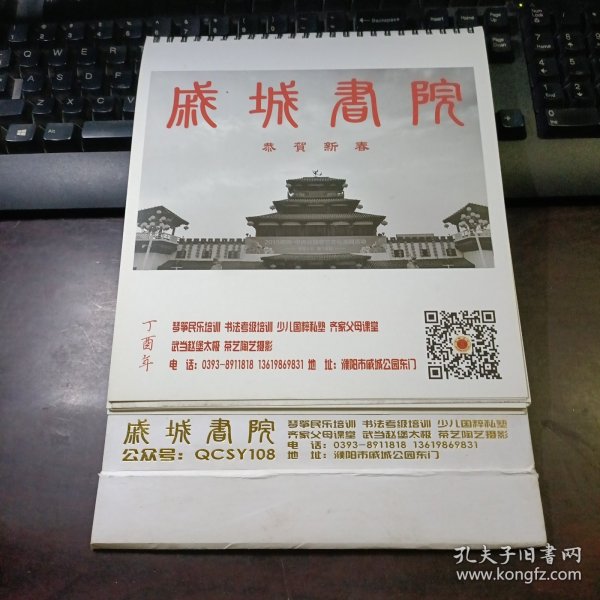 戚城書院
恭賀新春
丁酉年
琴筝民乐培训 书法考级培训 少儿国粹私塾 齐家父母课堂
武当赵堡太极 茶艺陶艺摄影
电 话：0393-8911818 13619869831 地 址：濮阳市戚城公园东门
戚城書院
公众号：QCSY108
琴筝民乐培训 书法考级培训 少儿国粹私塾
齐家父母课堂 武当赵堡太极 茶艺陶艺摄影
电 话：0393-8911818 13619869831
地 址：濮阳市戚城公园东门
孔夫子旧书网
www.kongfz.com